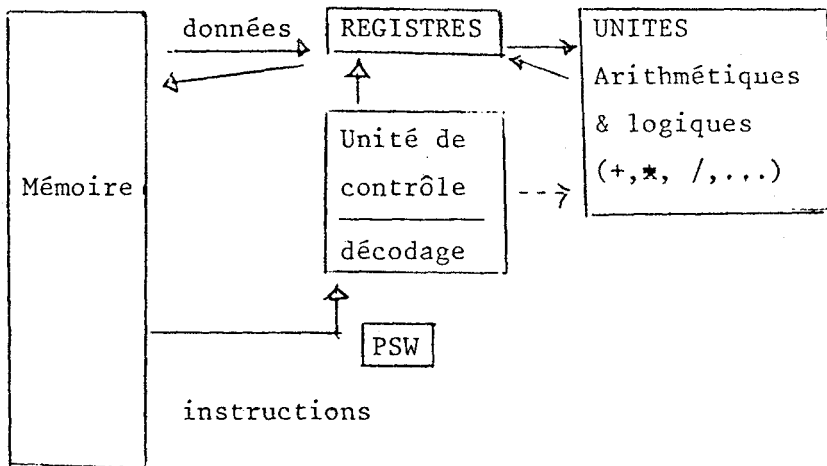 données
REGISTRES
UNITES
Arithmétiques
& logiques
(+,*, /,...)
Mémoire
Unité de
contrôle
décodage
PSW
instructions